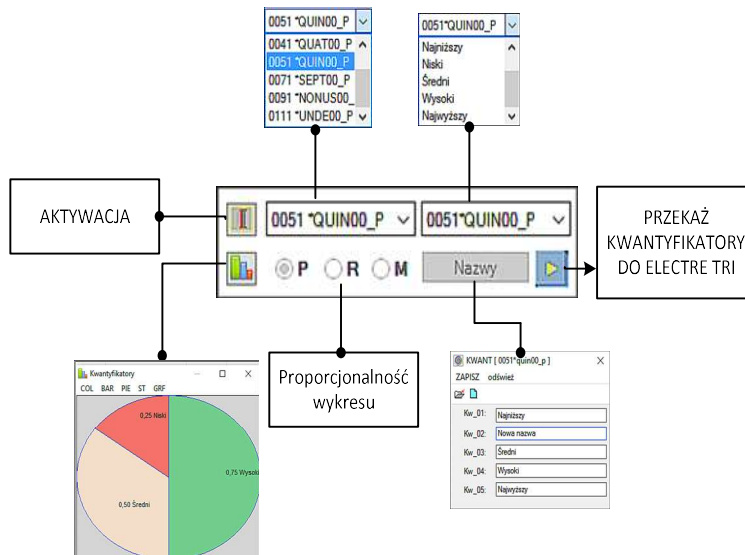 0051 *QUIN00_P
0041 *QUAT00_P
0051 *QUIN00_P
0071 *SEPT00_P
0091 *NONUS00_
0111 *UNDE00_P
0051*QUIN00_P
Najniższy
Niski
Średni
Wysoki
Najwyższy
AKTYWACJA
0051 *QUIN00_P
0051*QUIN00_P
P R M
Nazwy
PRZEKAŻ
KWANTYFIKATORY
DO ELECTRE TRI
Kwantyfikatory
COL BAR PIE ST GRF
0,25 Niski
0,75 Wysoki
0,50 Średni
Proporcjonalność
wykresu
KWANT [ 0051*quin00_p ]
ZAPISZ odśwież
Kw_01: Najniższy
Kw_02: Nowa nazwa
Kw_03: Średni
Kw_04: Wysoki
Kw_05: Najwyższy